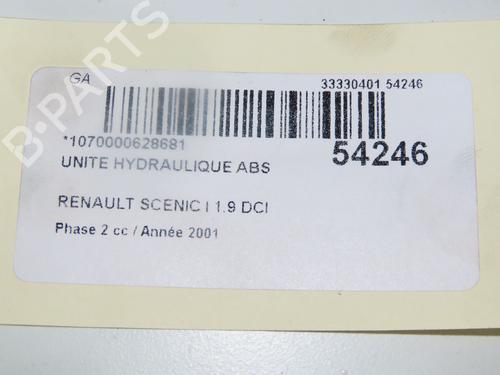 GA
33330401 54246
*1070000628681
54246
UNITE HYDRAULIQUE ABS
RENAULT SCENIC I 1.9 DCI
Phase 2 cc / Année 2001
B-PARTS